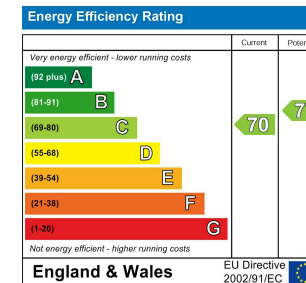 Energy Efficiency Rating
Current
Very energy efficient - lower running costs
(92 plus) A
(81-91) B
(69-80) C
(55-68) D
(39-54) E
(21-38) F
(1-20) G
70
Not energy efficient - higher running costs
England & Wales
EU Directive
2002/91/EC